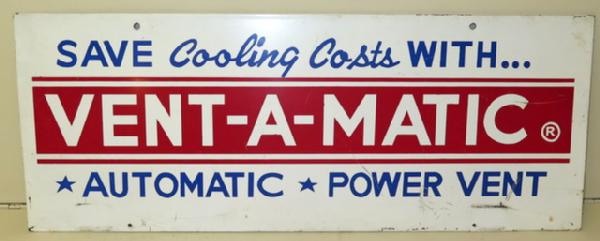 SAVE Cooling Costs WITH...
VENT-A-MATIC ®
★ AUTOMATIC ★ POWER VENT